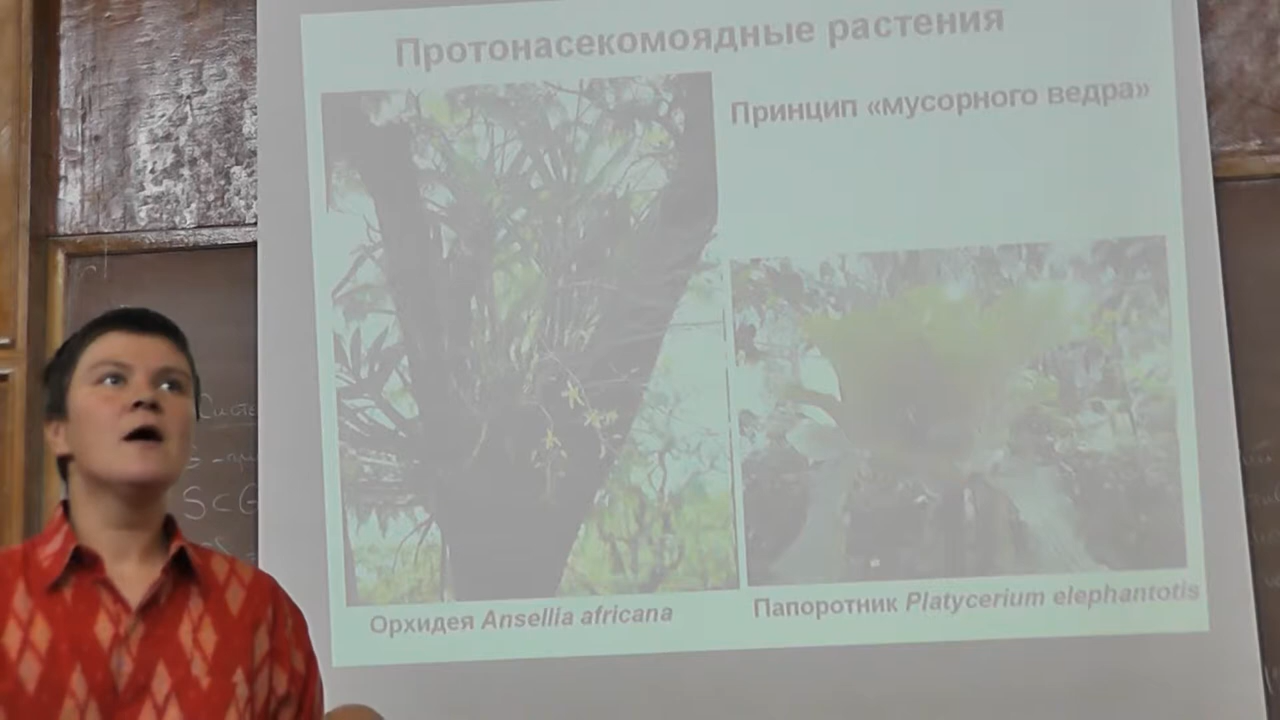 Протонасекомоядные растения
Принцип «мусорного ведра»
Орхидея Ansellia africana
Папоротник Platycerium elephantotis